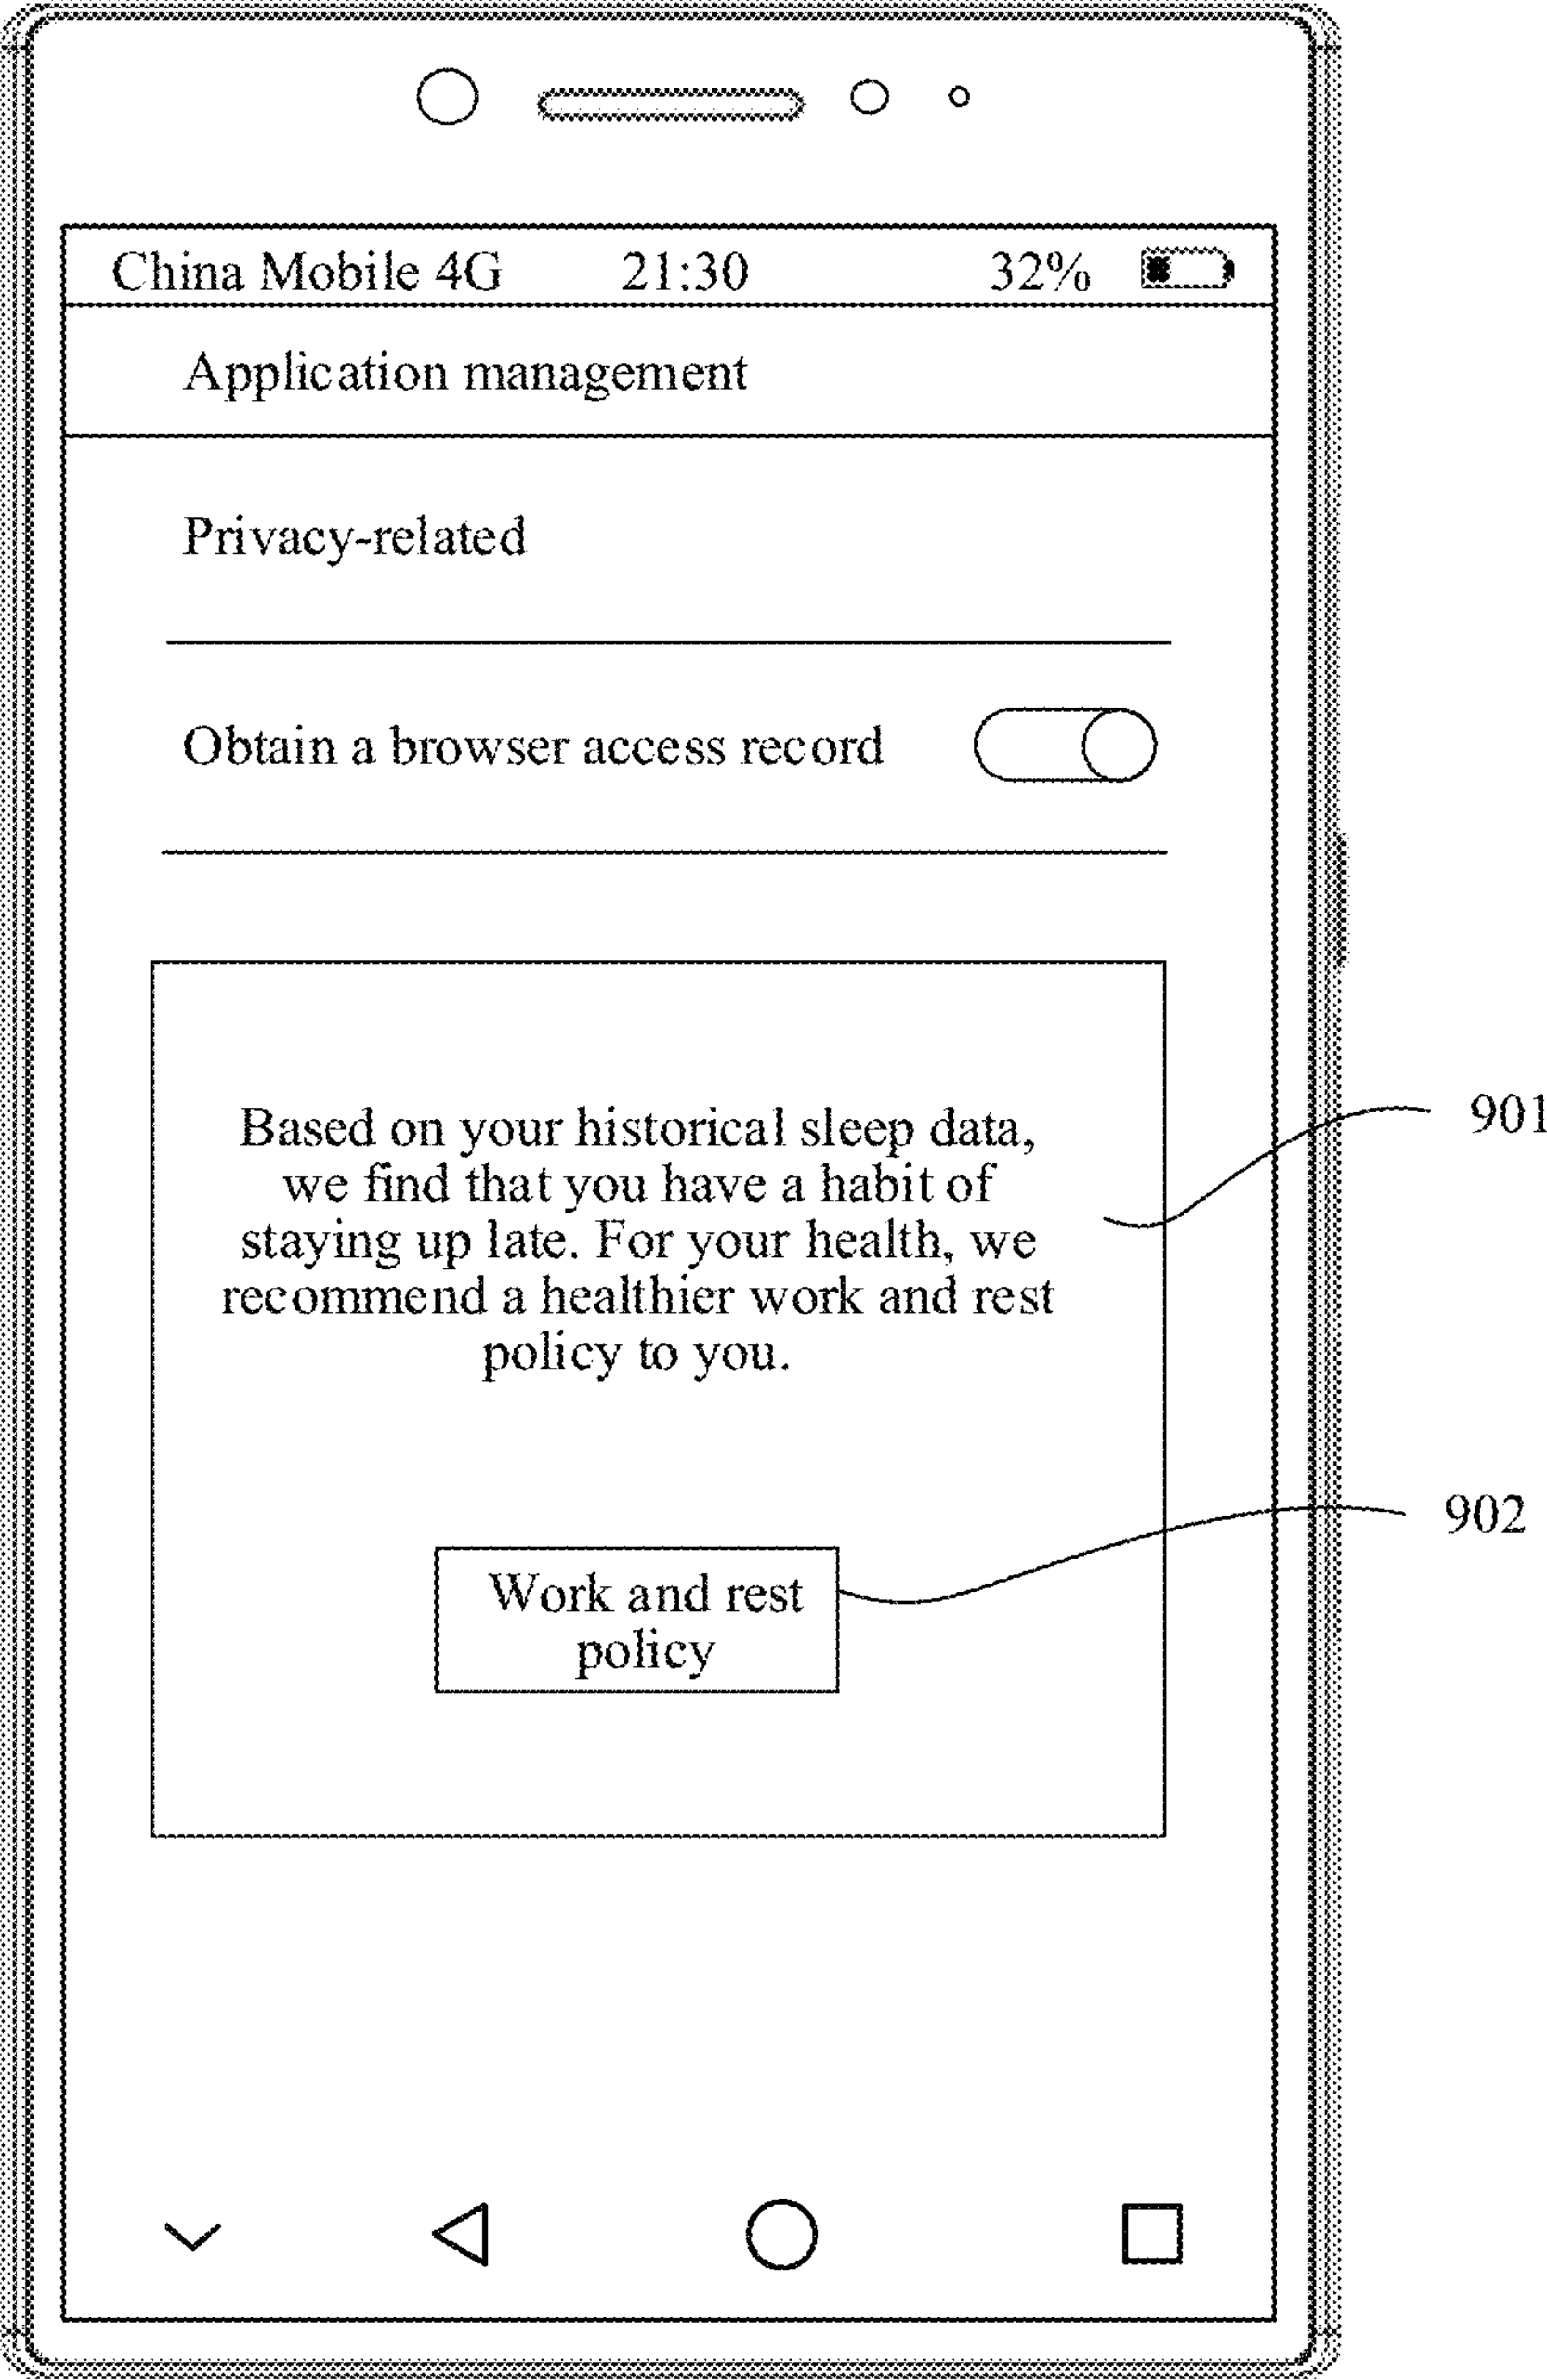 China Mobile 4G 21:30 32%
Application management
Privacy-related
Obtain a browser access record
Based on your historical sleep data,
we find that you have a habit of
staying up late. For your health, we
recommend a healthier work and rest
policy to you.
901
902
Work and rest
policy